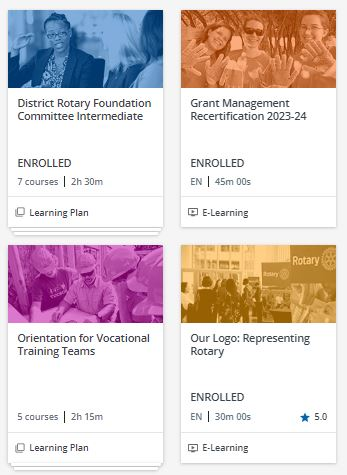 District Rotary Foundation
Committee Intermediate
ENROLLED
7 courses | 2h 30m
Learning Plan
Grant Management
Recertification 2023-24
ENROLLED
EN | 45m 00s
E-Learning
Orientation for Vocational
Training Teams
5 courses | 2h 15m
Learning Plan
Rotary
Our Logo: Representing
Rotary
ENROLLED
EN | 30m 00s ★ 5.0
E-Learning